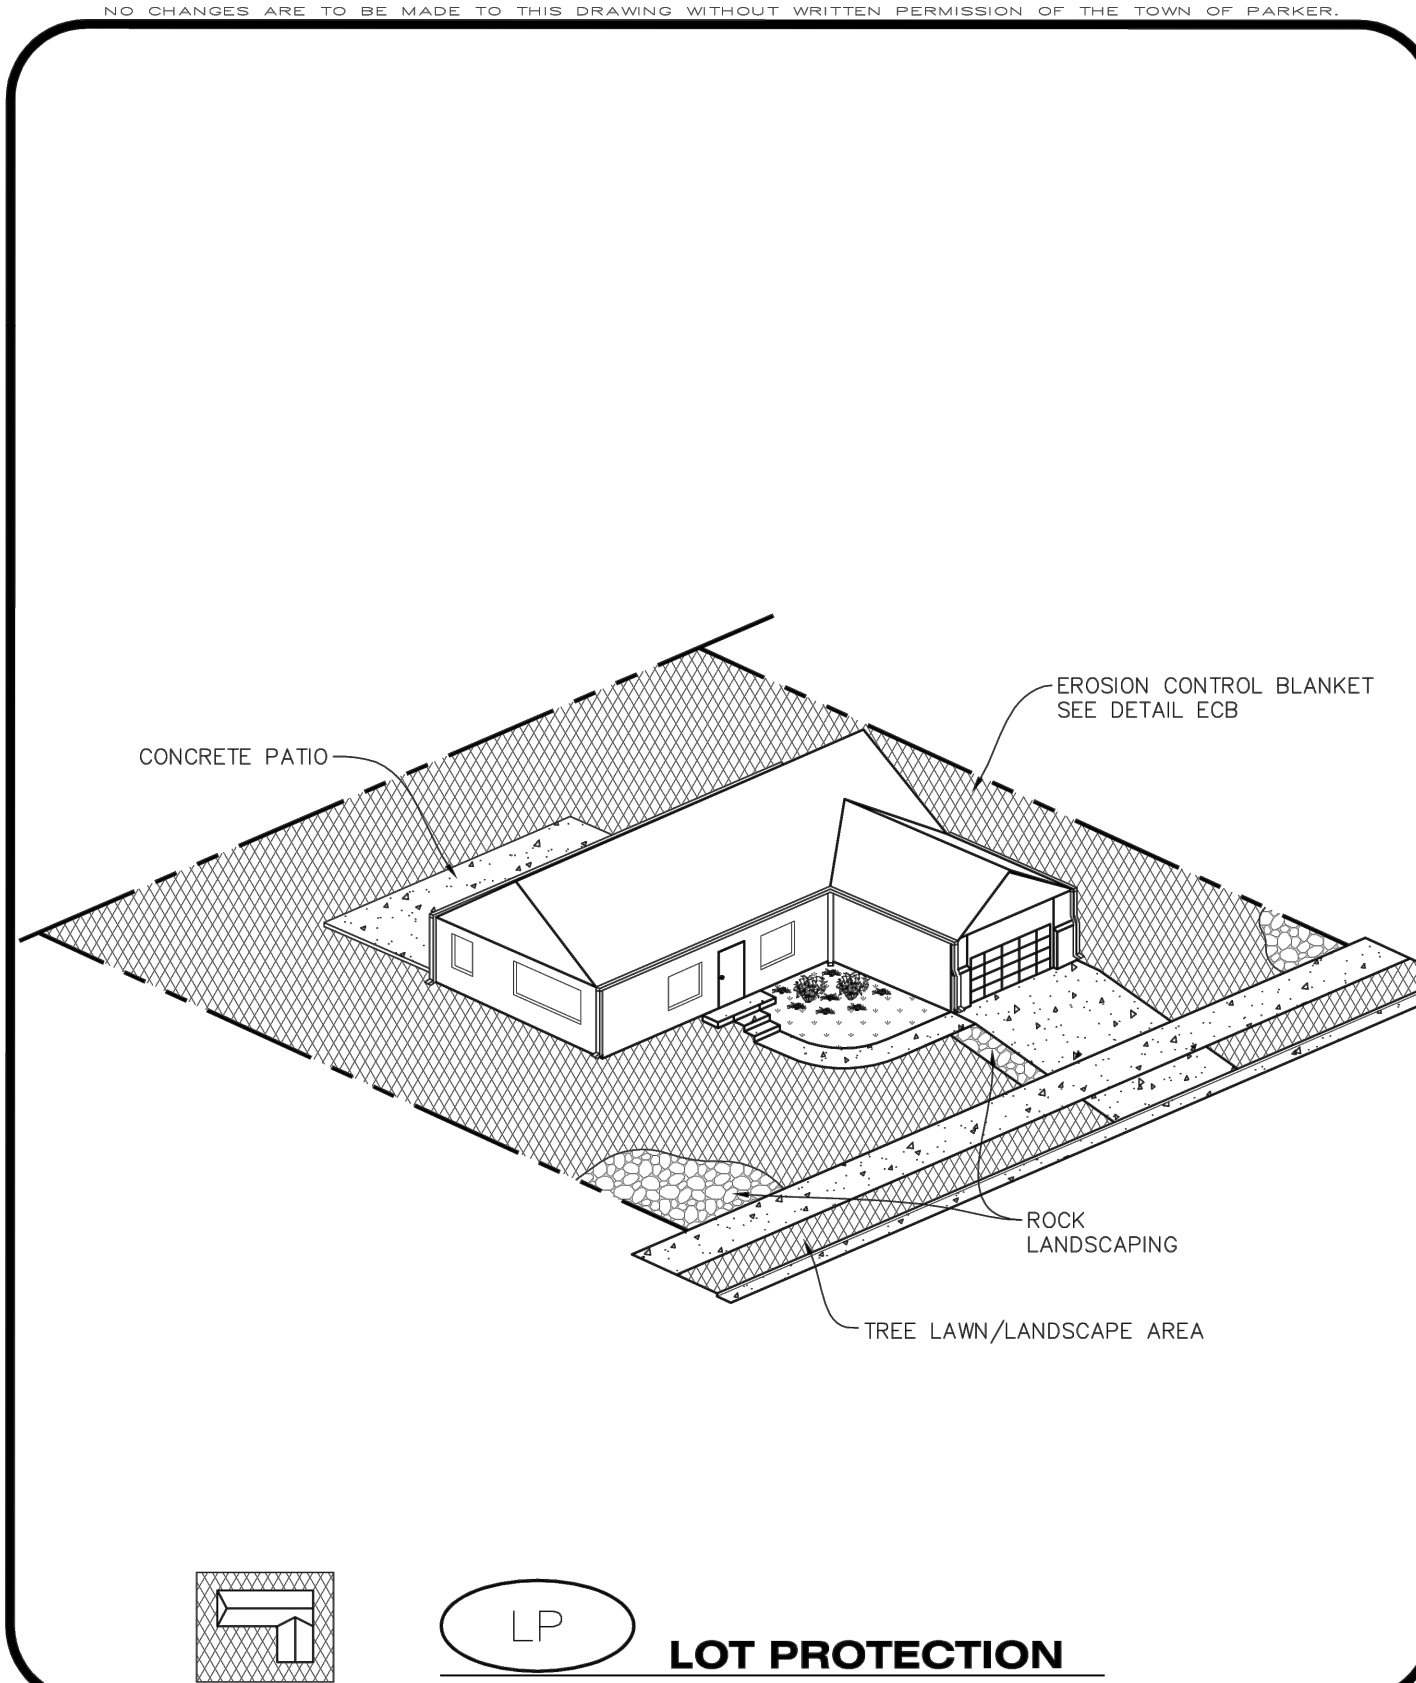 NO CHANGES ARE TO BE MADE TO THIS DRAWING WITHOUT WRITTEN PERMISSION OF THE TOWN OF PARKER.
EROSION CONTROL BLANKET
SEE DETAIL ECB
CONCRETE PATIO
ROCK
LANDSCAPING
TREE LAWN/LANDSCAPE AREA
LP
LOT PROTECTION